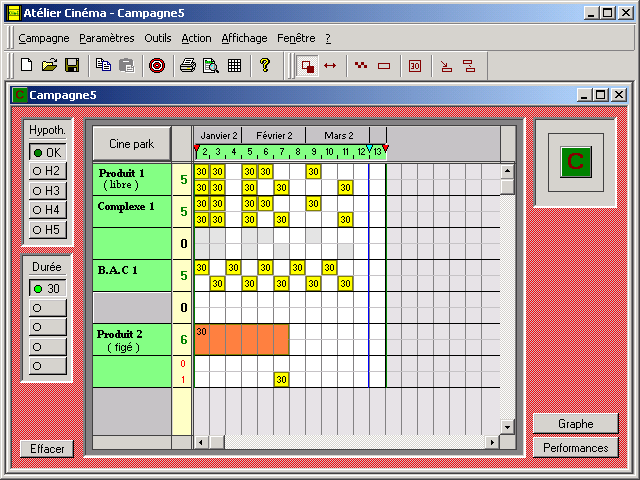 Atélier Cinéma - Campagne5
Campagne Paramètres Outils Action Affichage Fenêtre ?
30
Campagne5
Hypoth.
OK
H2
H3
H4
H5
Durée
30
Effacer
Cine park
Janvier 2 Février 2 Mars 2
2 3 4 5 6 7 8 9 10 11 12 13
Produit 1
( libre )
5
30 30 30 30 30
30 30 30 30 30
Complexe 1
5
30 30 30 30 30
30 30 30 30 30
0
B.A.C 1
5
30 30 30 30 30
30 30 30 30 30
0
Produit 2
( figé )
6
30
0
1
30
C
Graphe
Performances